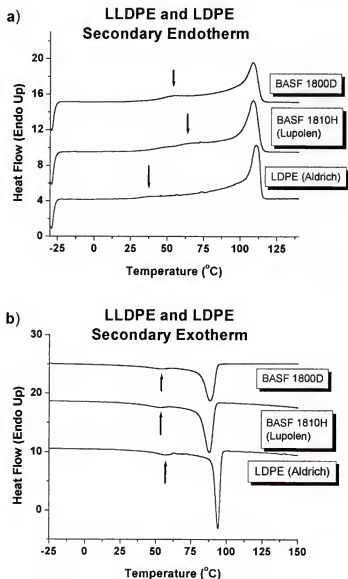 a)
LLDPE and LDPE
Secondary Endotherm
Heat Flow (Endo Up)
20
16
12
8
4
0
BASF 1800D
BASF 1810H
(Lupolen)
LDPE (Aldrich)
-25 0 25 50 75 100 125
Temperature (°C)
b)
LLDPE and LDPE
Secondary Exotherm
Heat Flow (Endo Up)
30
20
10
0
BASF 1800D
BASF 1810H
(Lupolen)
LDPE (Aldrich)
-25 0 25 50 75 100 125 150
Temperature (°C)